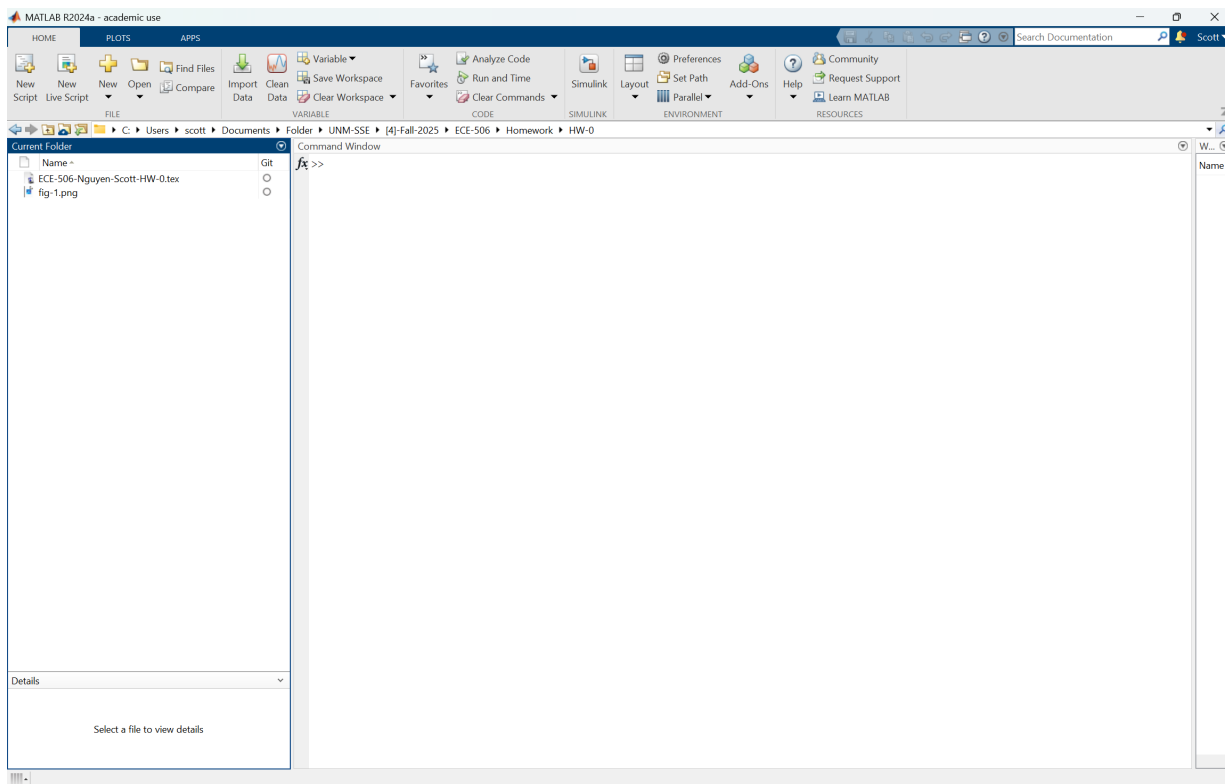 MATLAB R2024a - academic use
HOME PLOTS APPS
Search Documentation
Scott
New Script
New Live Script
New
Open
Find Files
Compare
FILE
Import Data
Clean Data
Variable
Save Workspace
Clear Workspace
VARIABLE
Favorites
Analyze Code
Run and Time
Clear Commands
CODE
Simulink
SIMULINK
Layout
Preferences
Set Path
Parallel
Add-Ons
ENVIRONMENT
Help
Community
Request Support
Learn MATLAB
RESOURCES
C: Users scott Documents Folder UNM-SSE [4]-Fall-2025 ECE-506 Homework HW-0
Current Folder
Name Git
ECE-506-Nguyen-Scott-HW-0.tex
fig-1.png
Details
Select a file to view details
Command Window
fx >>
W...
Name